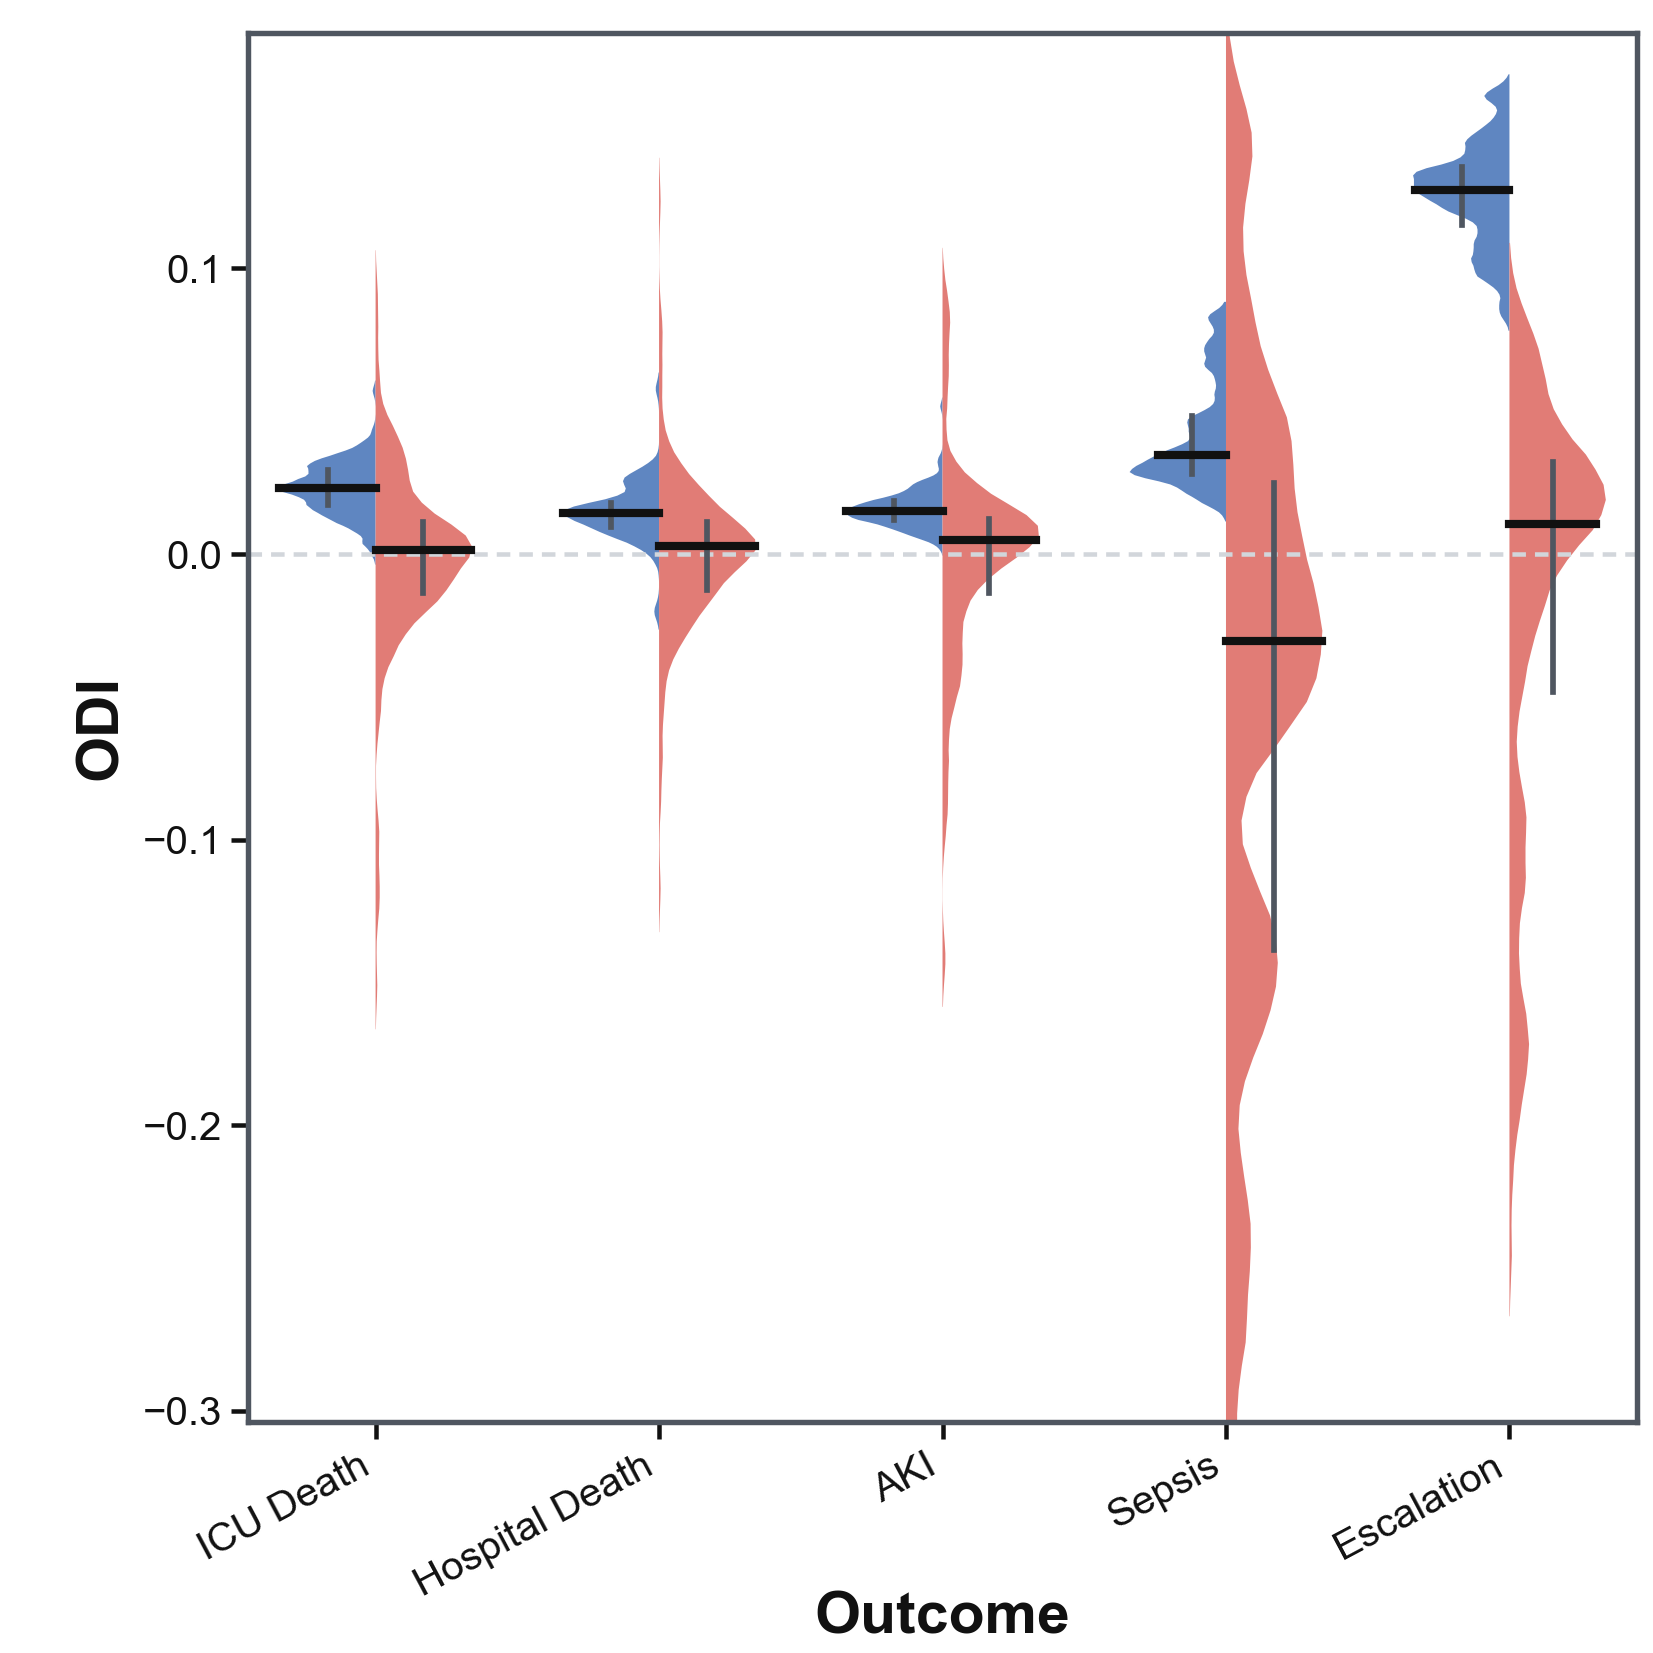 ODI
0.1
0.0
−0.1
−0.2
−0.3
ICU Death
Hospital Death
AKI
Sepsis
Escalation
Outcome